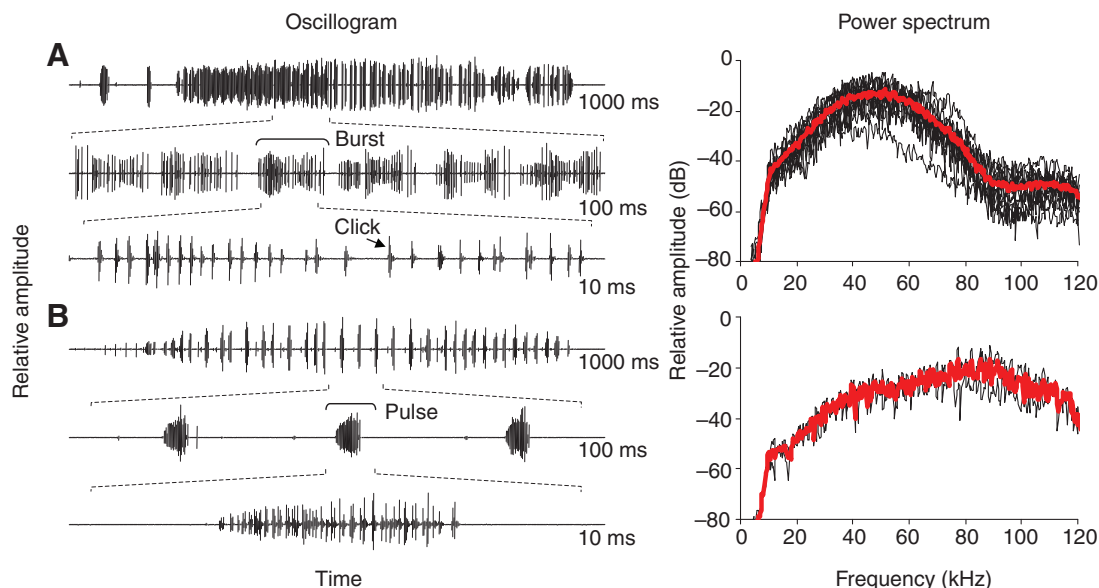 Oscillogram
Power spectrum
A
1000 ms
Burst
100 ms
Click
10 ms
B
1000 ms
Pulse
100 ms
10 ms
Relative amplitude
Time
Relative amplitude (dB)
0
–20
–40
–60
–80
0 20 40 60 80 100 120
0
–20
–40
–60
–80
0 20 40 60 80 100 120
Frequency (kHz)